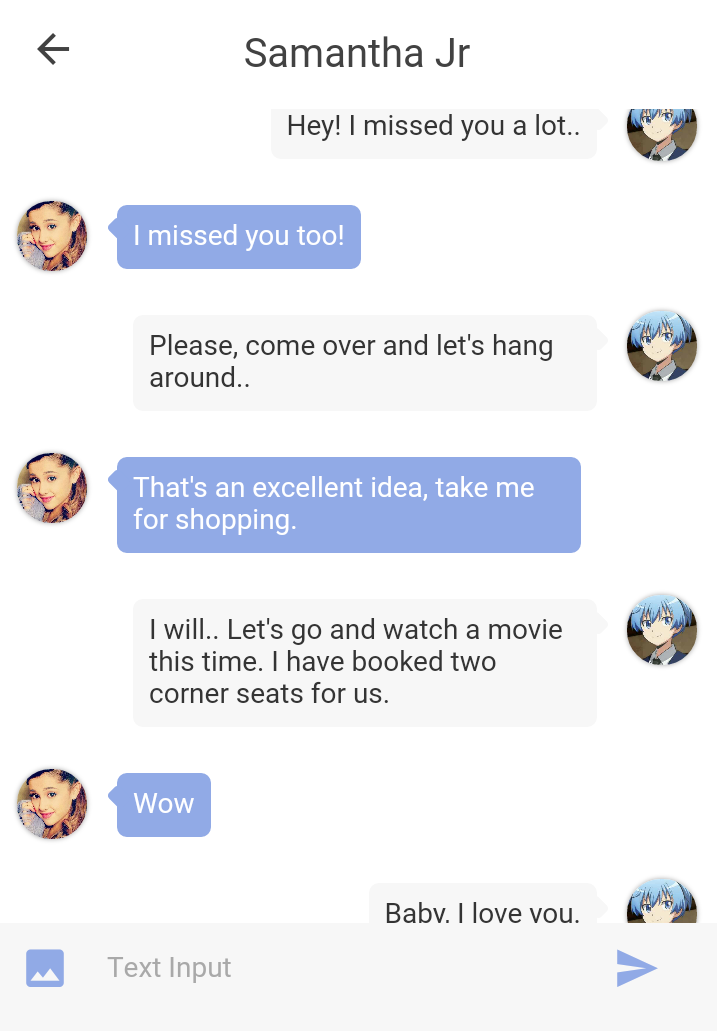 Samantha Jr
Hey! I missed you a lot..
I missed you too!
Please, come over and let's hang
around..
That's an excellent idea, take me
for shopping.
I will.. Let's go and watch a movie
this time. I have booked two
corner seats for us.
Wow
Baby, I love you.
Text Input